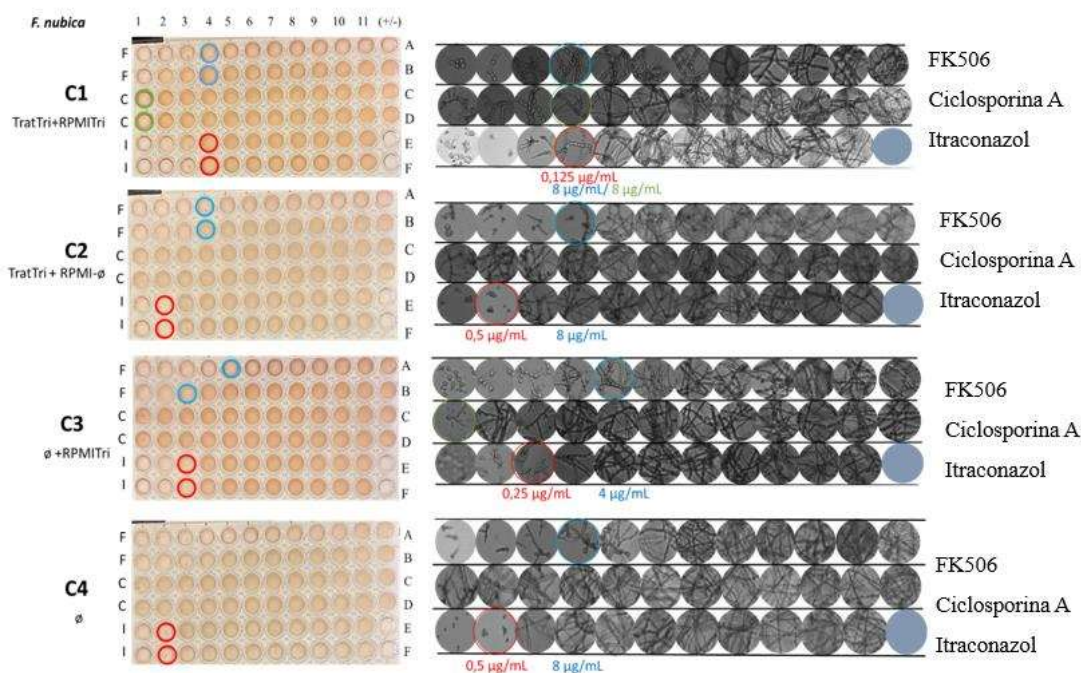 F. nubica 1 2 3 4 5 6 7 8 9 10 11 (+/-)
F A
F B
C C
C D
I E
I F
C1
TratTri+RPMITri
FK506
Ciclosporina A
Itraconazol
0,125 µg/mL
8 µg/mL/ 8 µg/mL
F A
F B
C C
C D
I E
I F
C2
TratTri + RPMI-ø
FK506
Ciclosporina A
Itraconazol
0,5 µg/mL 8 µg/mL
F A
F B
C C
C D
I E
I F
C3
ø +RPMITri
FK506
Ciclosporina A
Itraconazol
0,25 µg/mL 4 µg/mL
F A
F B
C C
C D
I E
I F
C4
ø
FK506
Ciclosporina A
Itraconazol
0,5 µg/mL 8 µg/mL